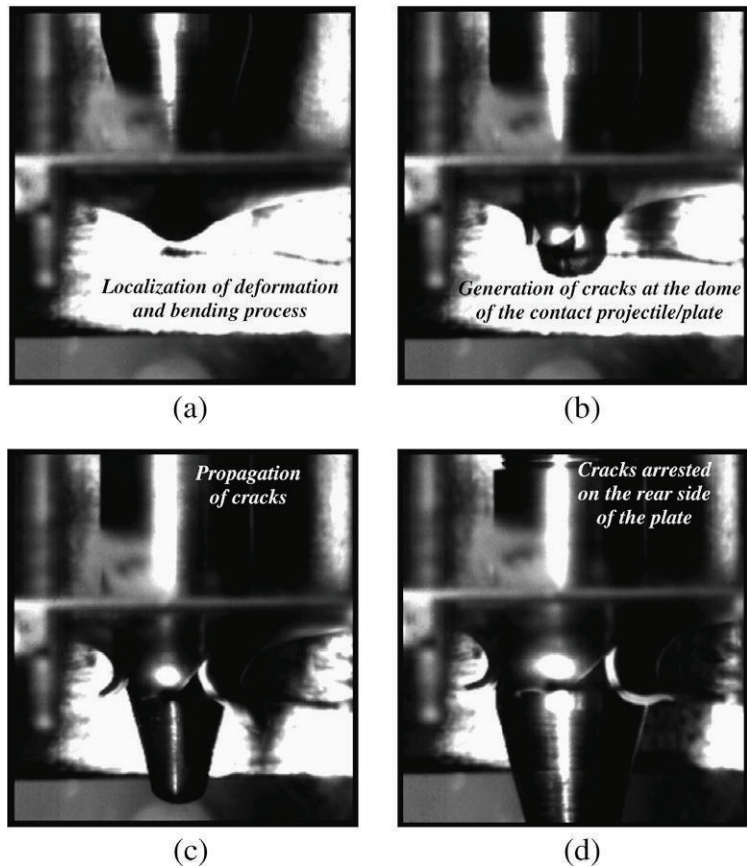 Localization of deformation
and bending process
(a)
Generation of cracks at the dome
of the contact projectile/plate
(b)
Propagation
of cracks
(c)
Cracks arrested
on the rear side
of the plate
(d)